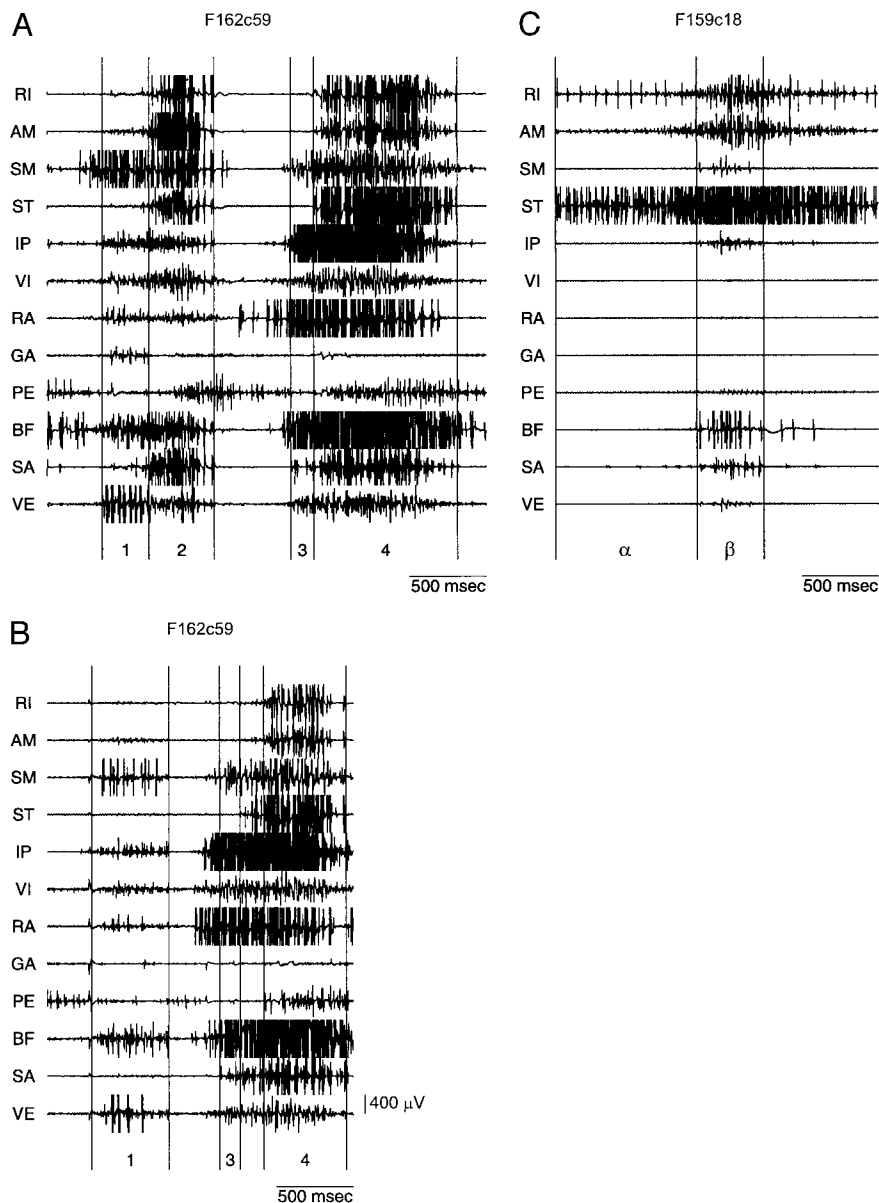 A
F162c59
RI
AM
SM
ST
IP
VI
RA
GA
PE
BF
SA
VE
1 2 3 4
500 msec
C
F159c18
RI
AM
SM
ST
IP
VI
RA
GA
PE
BF
SA
VE
α β
500 msec
B
F162c59
RI
AM
SM
ST
IP
VI
RA
GA
PE
BF
SA
VE
400 μV
1 3 4
500 msec